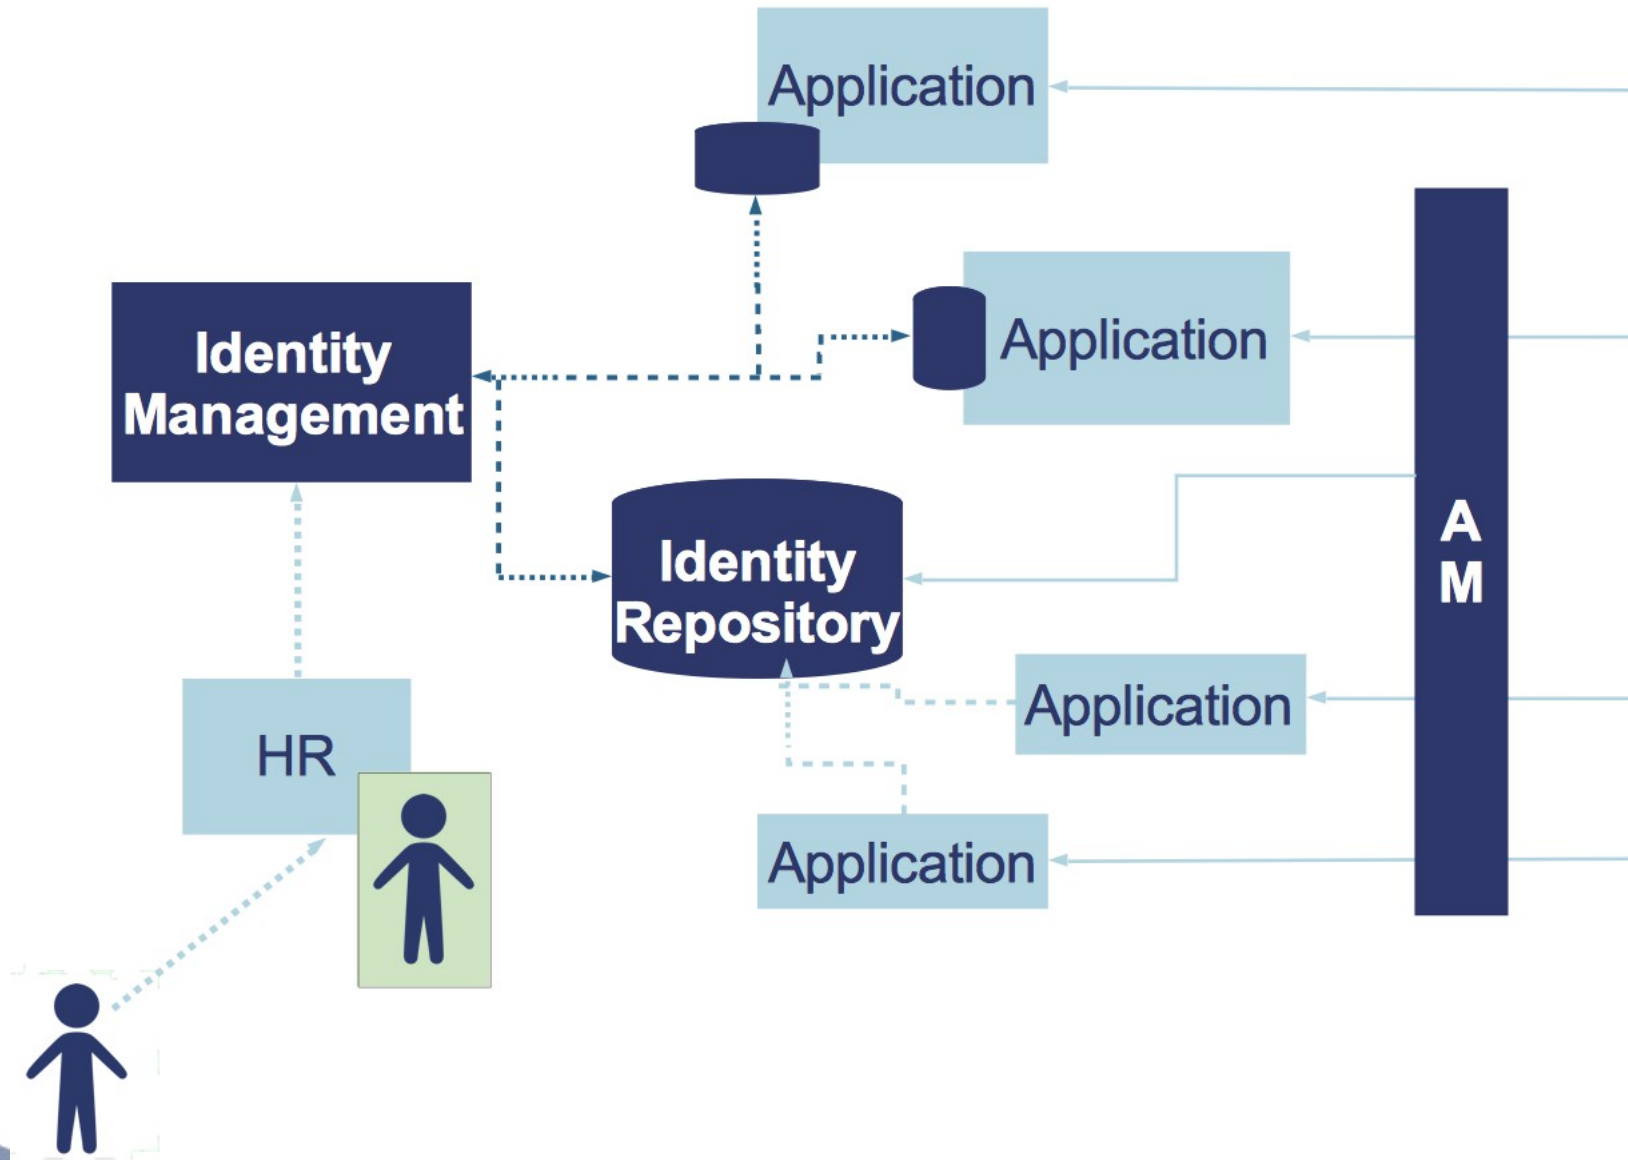 Application
Identity
Management
Application
Identity
Repository
A
M
Application
HR
Application